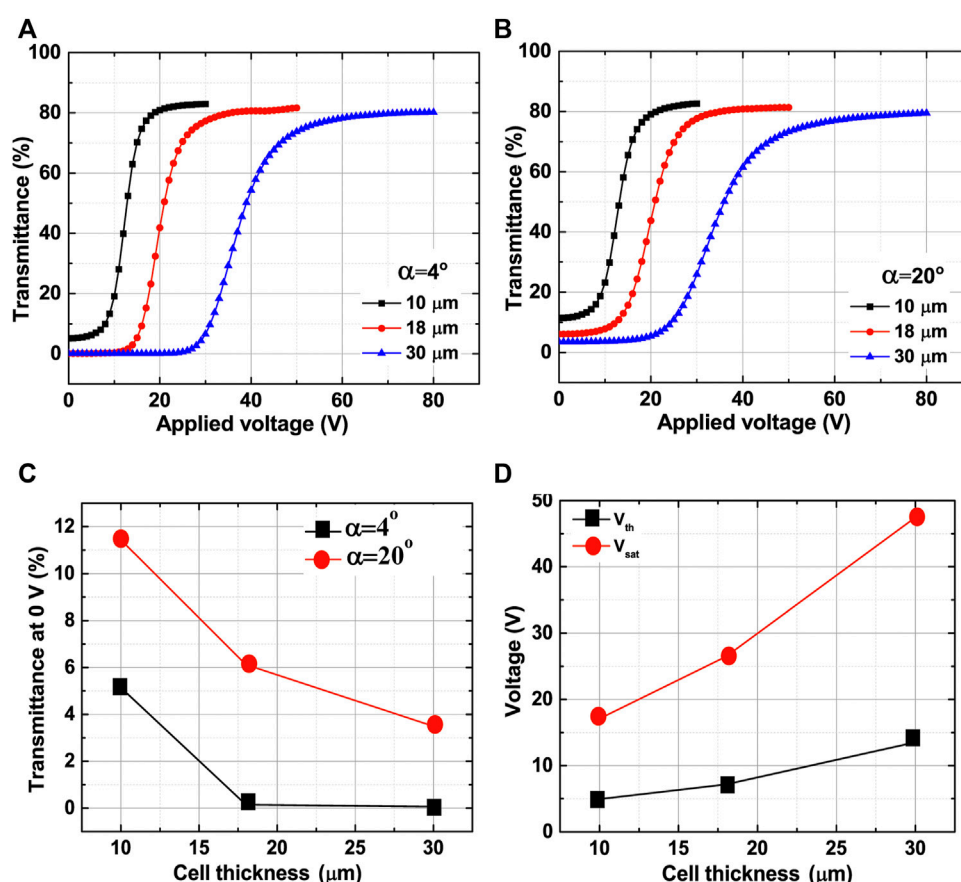 A
100
80
60
40
20
0
Transmittance (%)
α=4°
10 μm
18 μm
30 μm
0 20 40 60 80
Applied voltage (V)
B
100
80
60
40
20
0
Transmittance (%)
α=20°
10 μm
18 μm
30 μm
0 20 40 60 80
Applied voltage (V)
C
12
10
8
6
4
2
0
Transmittance at 0 V (%)
α=4°
α=20°
10 15 20 25 30
Cell thickness (μm)
D
50
40
30
20
10
0
Voltage (V)
Vth
Vsat
10 15 20 25 30
Cell thickness (μm)